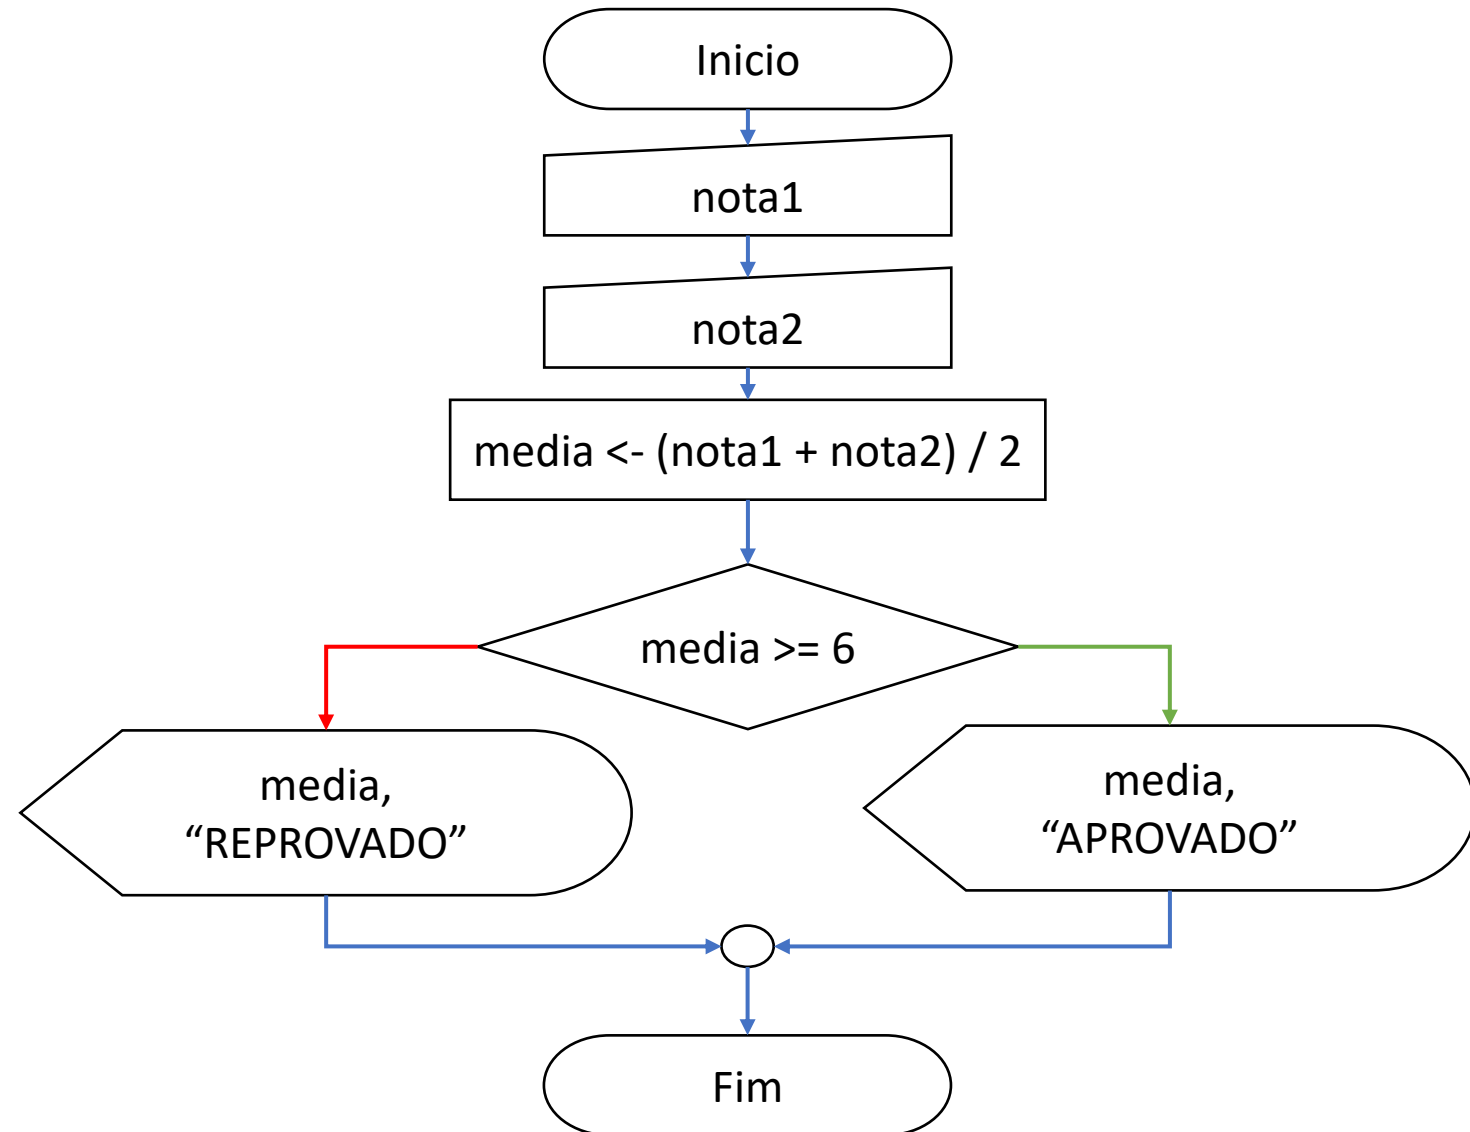 Inicio
nota1
nota2
media <- (nota1 + nota2) / 2
media >= 6
media,
“REPROVADO”
media,
“APROVADO”
Fim